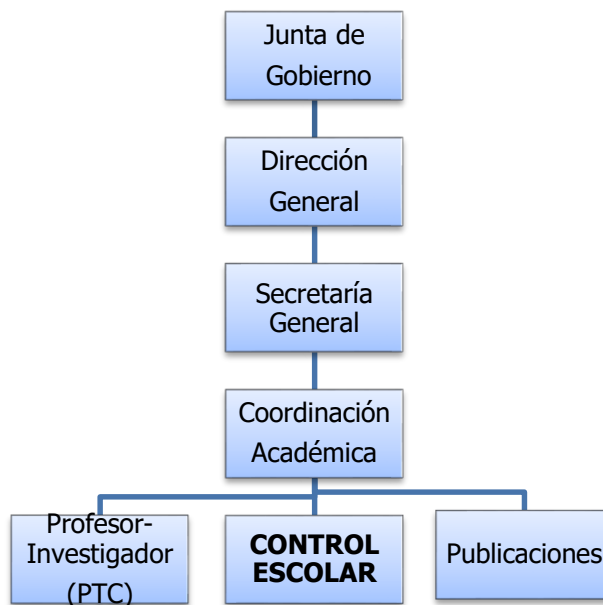 Junta de
Gobierno
Dirección
General
Secretaría
General
Coordinación
Académica
Profesor-
Investigador
(PTC)
CONTROL
ESCOLAR
Publicaciones